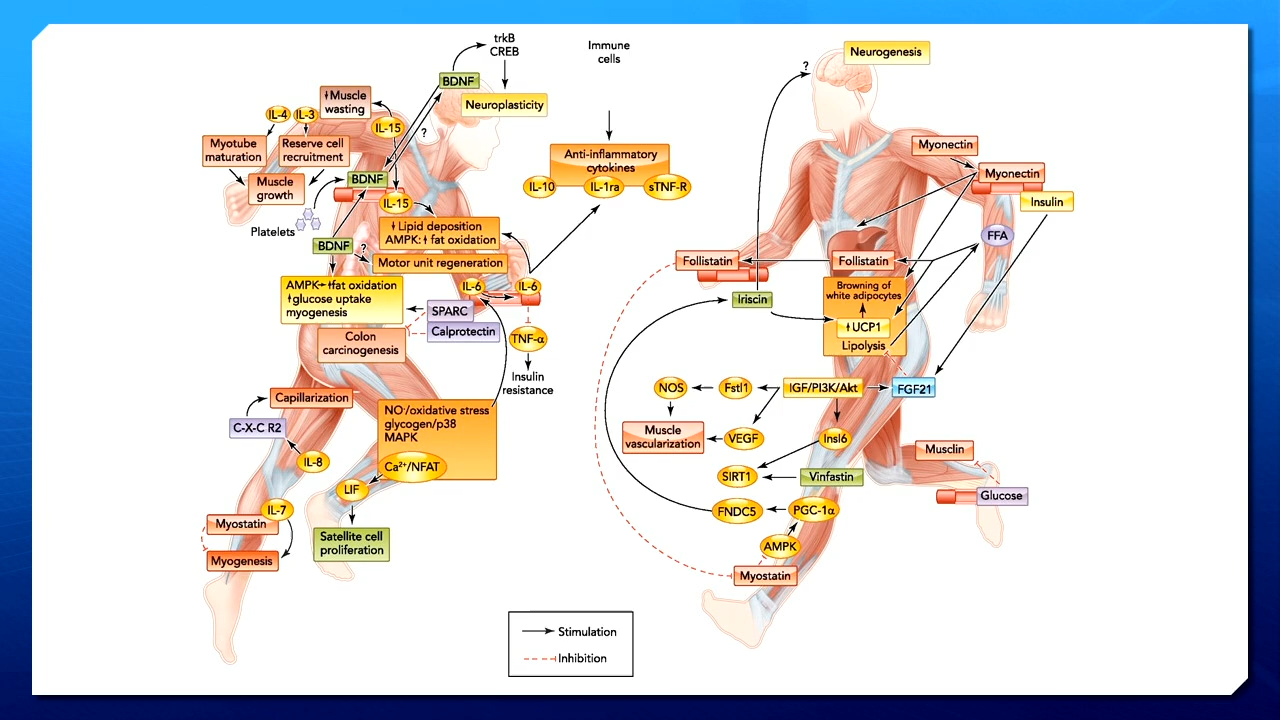 trkB
CREB
BDNF
Neuroplasticity
?
Immune
cells
Muscle
wasting
IL-4
IL-3
IL-15
Myotube
maturation
Reserve cell
recruitment
Muscle
growth
BDNF
IL-15
Platelets
BDNF
?
Lipid deposition
AMPK: fat oxidation
Motor unit regeneration
Anti-inflammatory
cytokines
IL-10
IL-1ra
sTNF-R
AMPK fat oxidation
glucose uptake
myogenesis
IL-6
IL-6
SPARC
Calprotectin
Colon
carcinogenesis
TNF-α
Insulin
resistance
Capillarization
C-X-C R2
IL-8
NO/oxidative stress
glycogen/p38
MAPK
Ca²⁺/NFAT
LIF
IL-7
Myostatin
Myogenesis
Satellite cell
proliferation
Neurogenesis
?
Myonectin
Myonectin
Insulin
FFA
Follistatin
Follistatin
Iriscin
Browning of
white adipocytes
UCP1
Lipolysis
NOS
Fstl1
IGF/PI3K/Akt
FGF21
Muscle
vascularization
VEGF
Insl6
SIRT1
Vinfastin
Musclin
Glucose
FNDC5
PGC-1α
AMPK
Myostatin
Stimulation
Inhibition